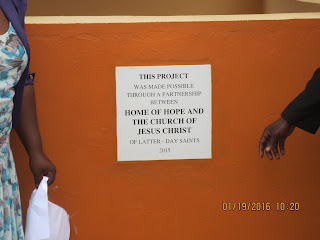 THIS PROJECT
WAS MADE POSSIBLE
THROUGH A PARTNERSHIP
BETWEEN
HOME OF HOPE AND
THE CHURCH OF
JESUS CHRIST
OF LATTER - DAY SAINTS
2015
01/19/2016 10:20